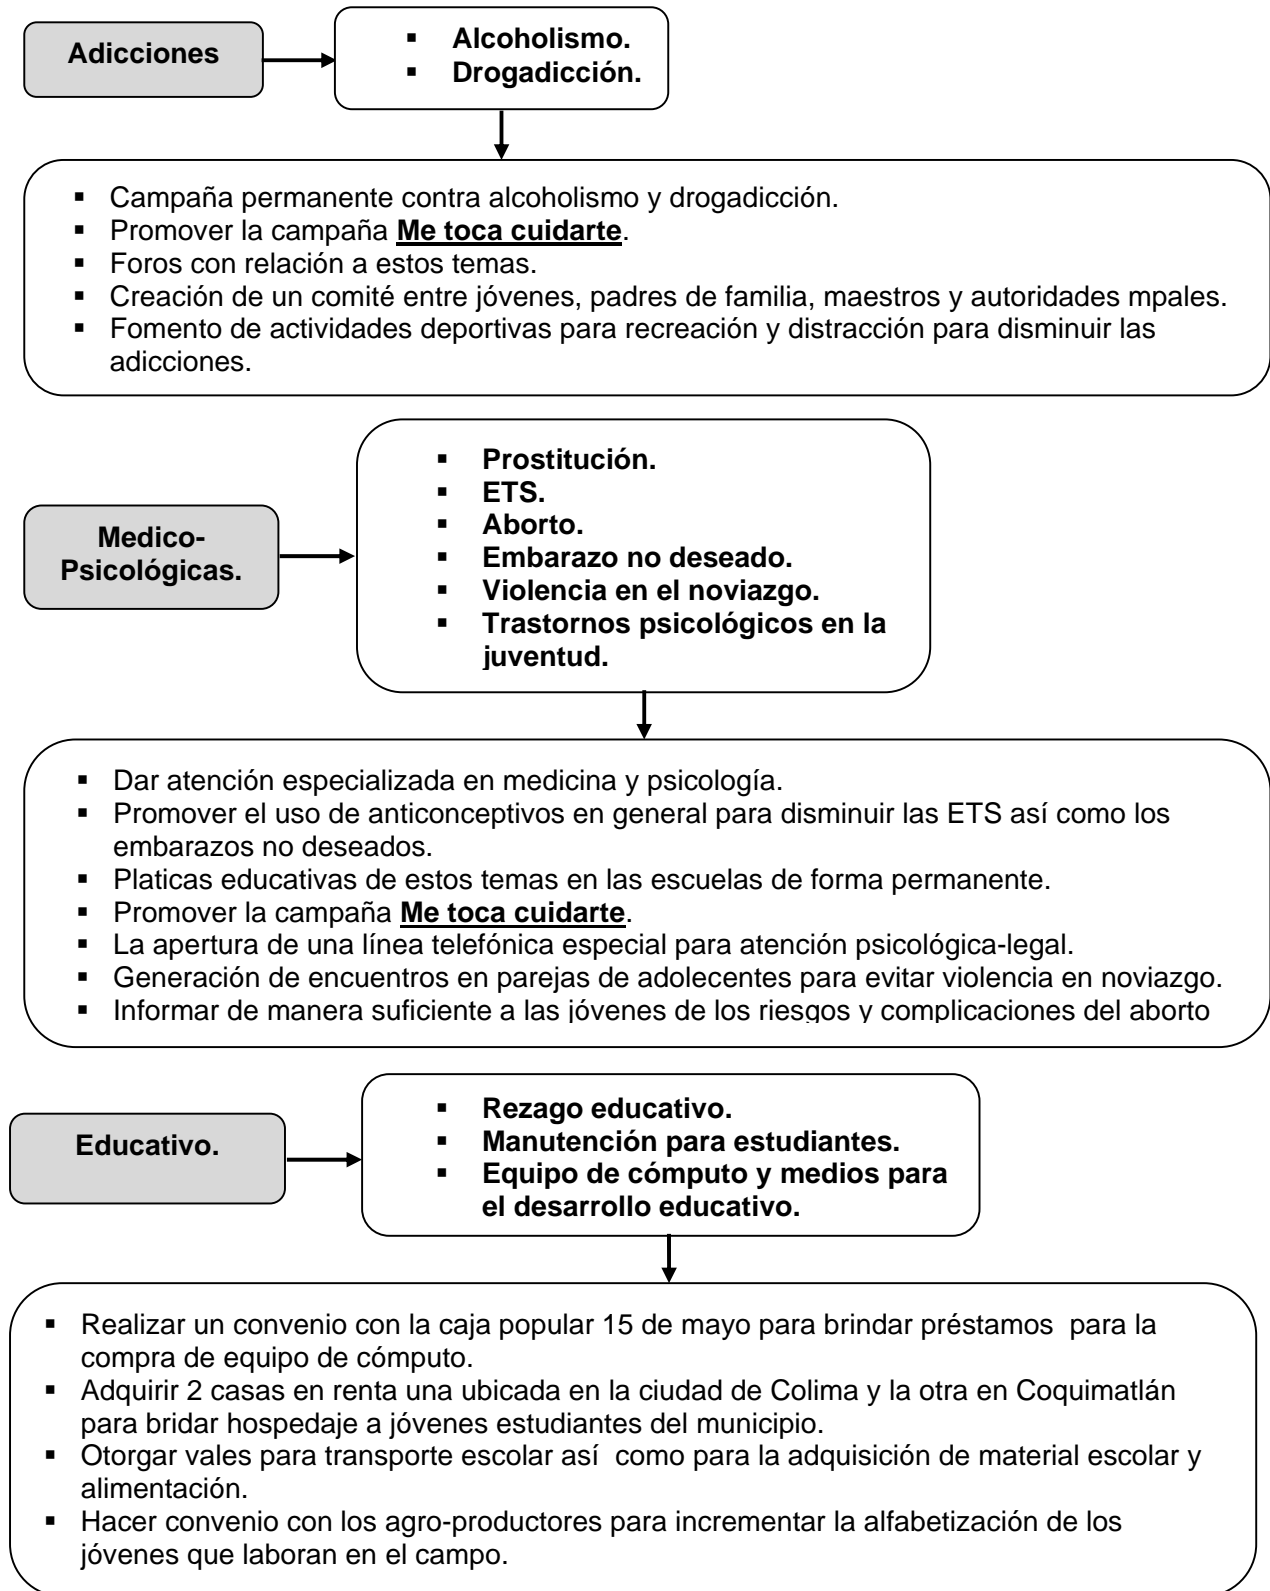 Adicciones
▪ Alcoholismo.
▪ Drogadicción.
▪ Campaña permanente contra alcoholismo y drogadicción.
▪ Promover la campaña Me toca cuidarte.
▪ Foros con relación a estos temas.
▪ Creación de un comité entre jóvenes, padres de familia, maestros y autoridades mpales.
▪ Fomento de actividades deportivas para recreación y distracción para disminuir las
adicciones.
Medico-
Psicológicas.
▪ Prostitución.
▪ ETS.
▪ Aborto.
▪ Embarazo no deseado.
▪ Violencia en el noviazgo.
▪ Trastornos psicológicos en la
juventud.
▪ Dar atención especializada en medicina y psicología.
▪ Promover el uso de anticonceptivos en general para disminuir las ETS así como los
embarazos no deseados.
▪ Platicas educativas de estos temas en las escuelas de forma permanente.
▪ Promover la campaña Me toca cuidarte.
▪ La apertura de una línea telefónica especial para atención psicológica-legal.
▪ Generación de encuentros en parejas de adolecentes para evitar violencia en noviazgo.
▪ Informar de manera suficiente a las jóvenes de los riesgos y complicaciones del aborto
Educativo.
▪ Rezago educativo.
▪ Manutención para estudiantes.
▪ Equipo de cómputo y medios para
el desarrollo educativo.
▪ Realizar un convenio con la caja popular 15 de mayo para brindar préstamos  para la
compra de equipo de cómputo.
▪ Adquirir 2 casas en renta una ubicada en la ciudad de Colima y la otra en Coquimatlán
para bridar hospedaje a jóvenes estudiantes del municipio.
▪ Otorgar vales para transporte escolar así  como para la adquisición de material escolar y
alimentación.
▪ Hacer convenio con los agro-productores para incrementar la alfabetización de los
jóvenes que laboran en el campo.